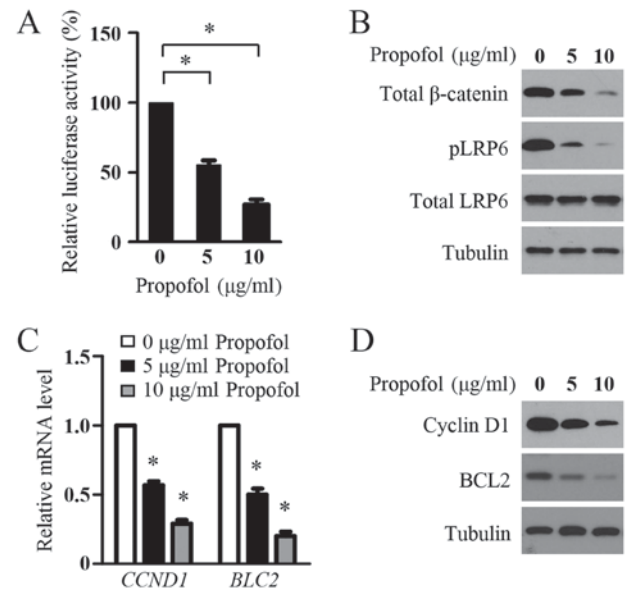 A
Relative luciferase activity (%)
150
100
50
0
*
*
0 5 10
Propofol (μg/ml)
B
Propofol (μg/ml) 0 5 10
Total β-catenin
pLRP6
Total LRP6
Tubulin
C
0 μg/ml Propofol
5 μg/ml Propofol
10 μg/ml Propofol
Relative mRNA level
1.5
1.0
0.5
0
* * * *
CCND1 BLC2
D
Propofol (μg/ml) 0 5 10
Cyclin D1
BCL2
Tubulin